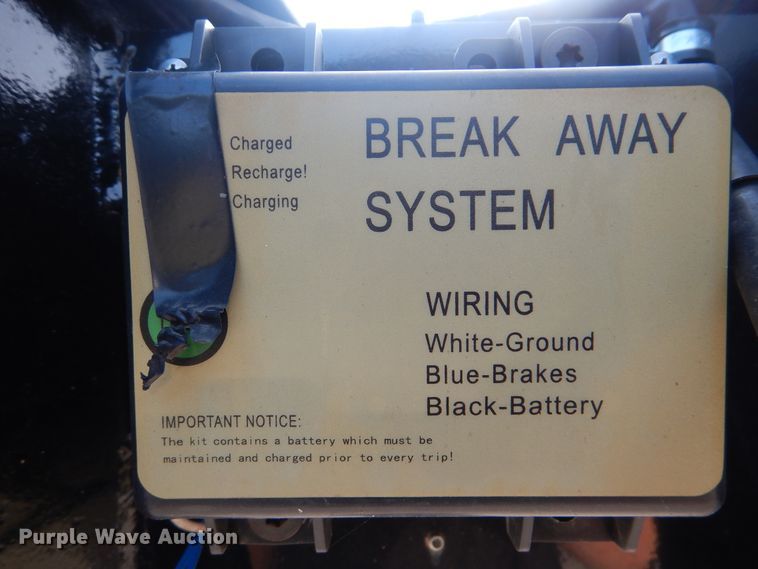 Charged
Recharge!
Charging
BREAK AWAY
SYSTEM
WIRING
White-Ground
Blue-Brakes
Black-Battery
IMPORTANT NOTICE:
The kit contains a battery which must be
maintained and charged prior to every trip!
Purple Wave Auction